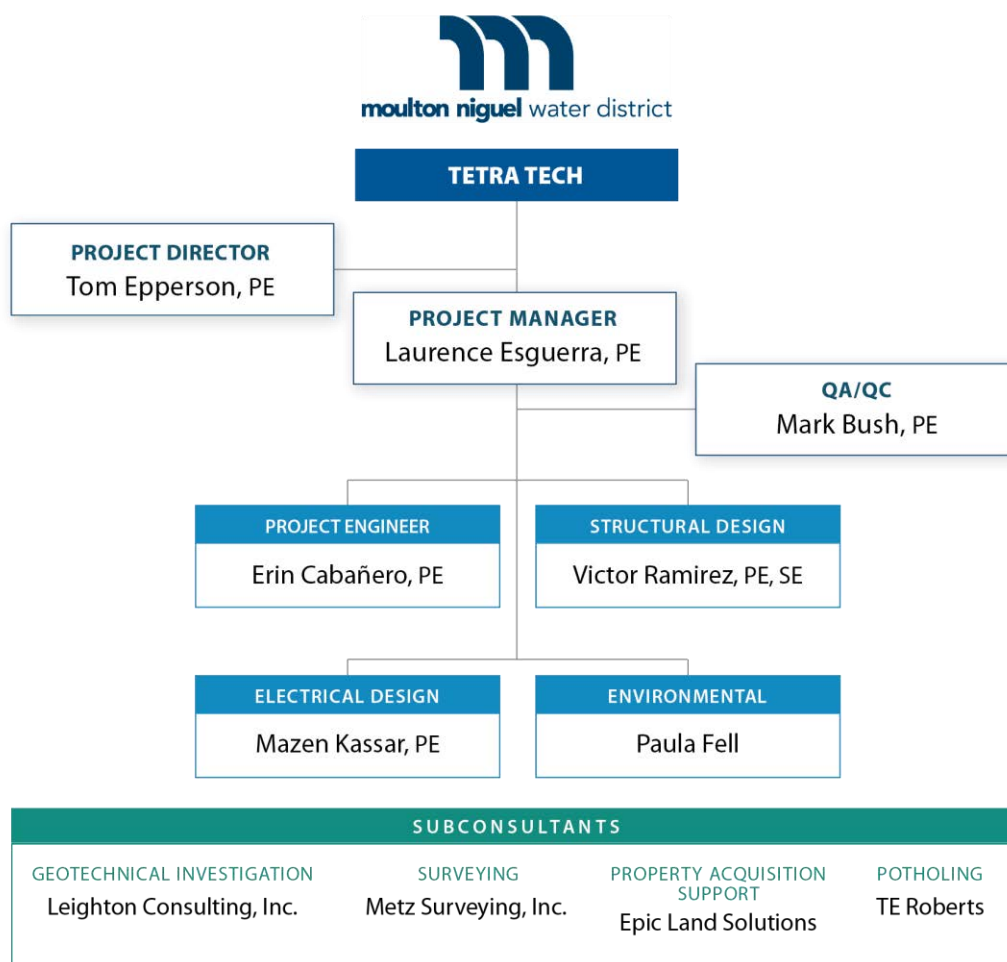 moulton niguel water district
TETRA TECH
PROJECT DIRECTOR
Tom Epperson, PE
PROJECT MANAGER
Laurence Esguerra, PE
QA/QC
Mark Bush, PE
PROJECT ENGINEER
Erin Cabañero, PE
STRUCTURAL DESIGN
Victor Ramirez, PE, SE
ELECTRICAL DESIGN
Mazen Kassar, PE
ENVIRONMENTAL
Paula Fell
SUBCONSULTANTS
GEOTECHNICAL INVESTIGATION
Leighton Consulting, Inc.
SURVEYING
Metz Surveying, Inc.
PROPERTY ACQUISITION
SUPPORT
Epic Land Solutions
POTHOLING
TE Roberts